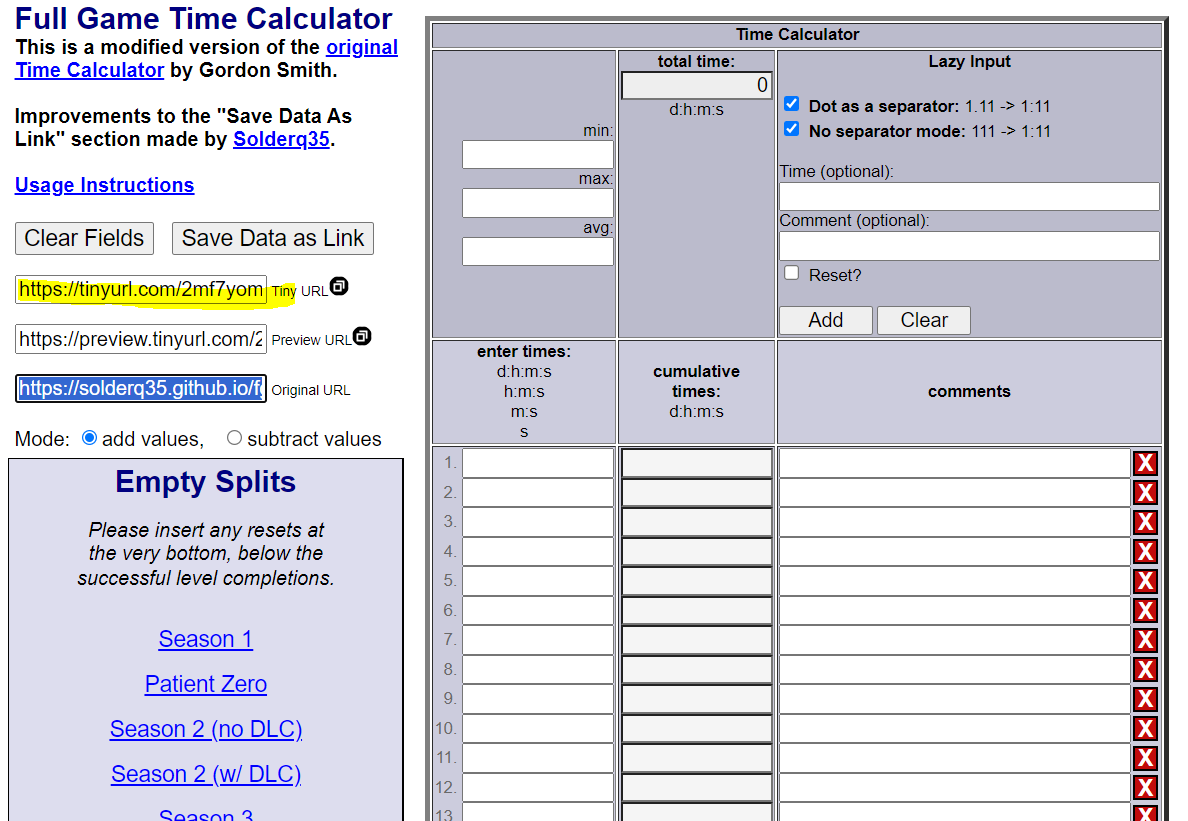 Full Game Time Calculator
This is a modified version of the original
Time Calculator by Gordon Smith.
Improvements to the "Save Data As
Link" section made by Solderq35.
Usage Instructions
Clear Fields
Save Data as Link
https://tinyurl.com/2mf7yom
Tiny URL
https://preview.tinyurl.com/2
Preview URL
https://solderq35.github.io/fg
Original URL
Mode: add values, subtract values
Empty Splits
Please insert any resets at
the very bottom, below the
successful level completions.
Season 1
Patient Zero
Season 2 (no DLC)
Season 2 (w/ DLC)
Season 3
Time Calculator
min:
max:
avg:
total time:
0
d:h:m:s
Lazy Input
Dot as a separator: 1.11 -> 1:11
No separator mode: 111 -> 1:11
Time (optional):
Comment (optional):
Reset?
Add
Clear
enter times:
d:h:m:s
h:m:s
m:s
s
cumulative
times:
d:h:m:s
comments
1. X
2. X
3. X
4. X
5. X
6. X
7. X
8. X
9. X
10. X
11. X
12. X
13. X